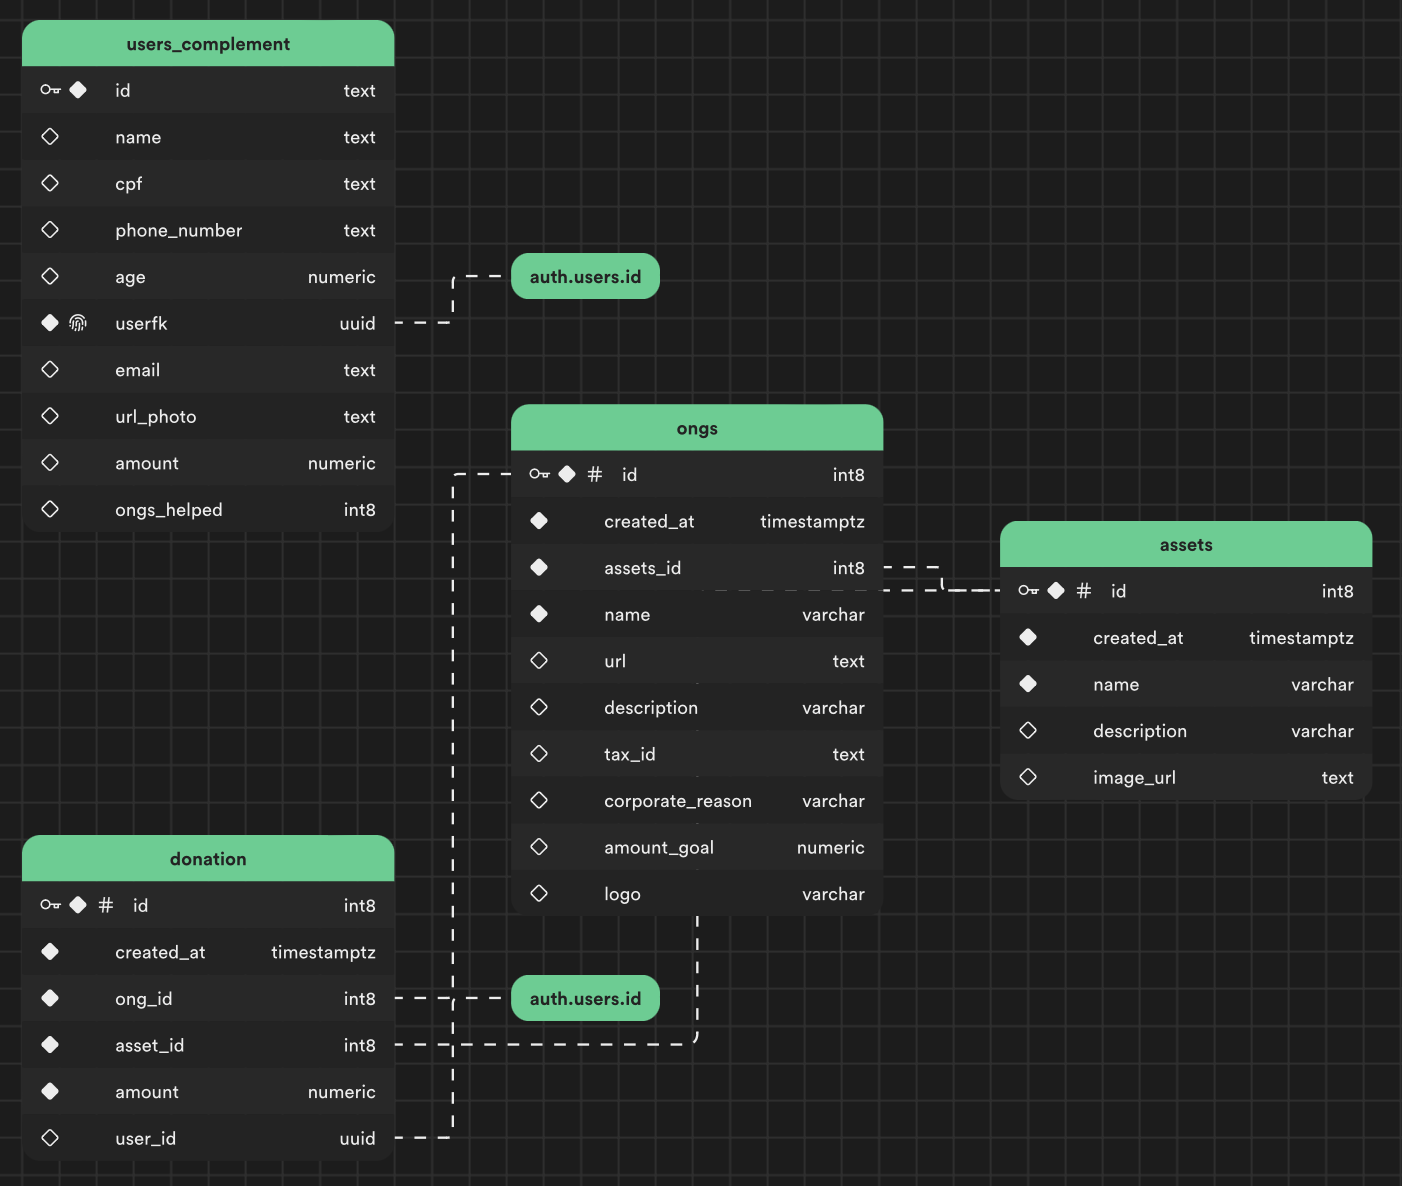 users_complement
id text
name text
cpf text
phone_number text
age numeric
userfk uuid
email text
url_photo text
amount numeric
ongs_helped int8
auth.users.id
ongs
# id int8
created_at timestamptz
assets_id int8
name varchar
url text
description varchar
tax_id text
corporate_reason varchar
amount_goal numeric
logo varchar
assets
# id int8
created_at timestamptz
name varchar
description varchar
image_url text
donation
# id int8
created_at timestamptz
ong_id int8
asset_id int8
amount numeric
user_id uuid
auth.users.id